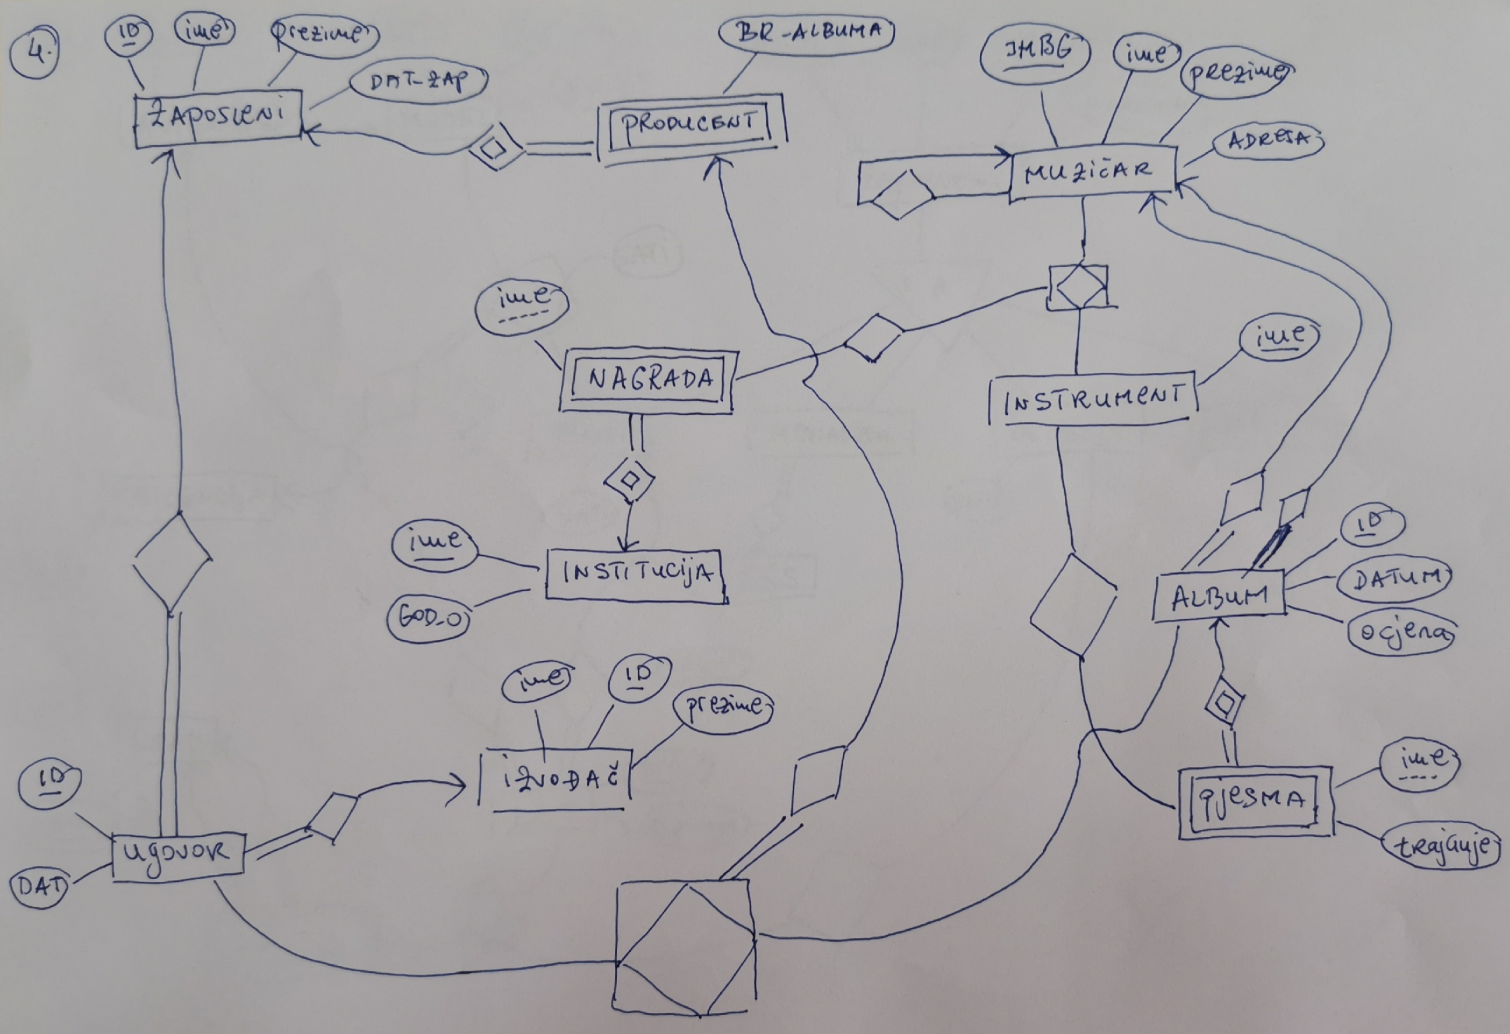 4.
ID
ime
prezime
DAT-ZAP
ZAPOSLENI
BR-ALBUMA
PRODUCENT
JMBG
ime
prezime
ADRESA
MUZIČAR
ime
NAGRADA
ime
INSTRUMENT
ime
GOD_O
INSTITUCIJA
ID
DATUM
ocjena
ALBUM
ime
ID
prezime
IZVOĐAČ
ID
DAT
UGOVOR
ime
trajanje
PJESMA